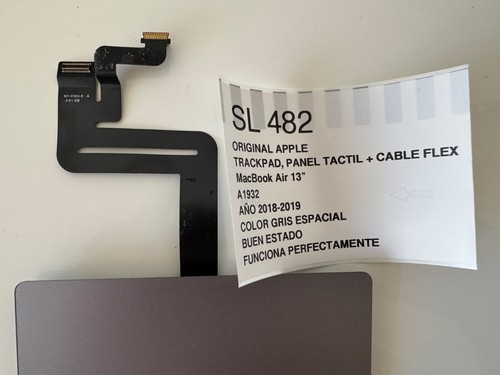 SL 482
ORIGINAL APPLE
TRACKPAD, PANEL TACTIL + CABLE FLEX
MacBook Air 13"
A1932
AÑO 2018-2019
COLOR GRIS ESPACIAL
BUEN ESTADO
FUNCIONA PERFECTAMENTE